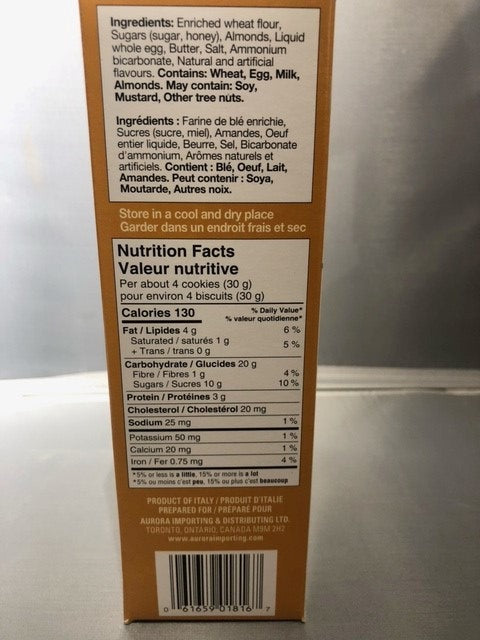 Ingredients: Enriched wheat flour,
Sugars (sugar, honey), Almonds, Liquid
whole egg, Butter, Salt, Ammonium
bicarbonate, Natural and artificial
flavours. Contains: Wheat, Egg, Milk,
Almonds. May contain: Soy,
Mustard, Other tree nuts.
Ingrédients : Farine de blé enrichie,
Sucres (sucre, miel), Amandes, Oeuf
entier liquide, Beurre, Sel, Bicarbonate
d'ammonium, Arômes naturels et
artificiels. Contient : Blé, Oeuf, Lait,
Amandes. Peut contenir : Soya,
Moutarde, Autres noix.
Store in a cool and dry place
Garder dans un endroit frais et sec
Nutrition Facts
Valeur nutritive
Per about 4 cookies (30 g)
pour environ 4 biscuits (30 g)
Calories 130 % Daily Value*
% valeur quotidienne*
Fat / Lipides 4 g 6 %
Saturated / saturés 1 g 5 %
+ Trans / trans 0 g
Carbohydrate / Glucides 20 g
Fibre / Fibres 1 g 4 %
Sugars / Sucres 10 g 10 %
Protein / Protéines 3 g
Cholesterol / Cholestérol 20 mg
Sodium 25 mg 1 %
Potassium 50 mg 1 %
Calcium 20 mg 1 %
Iron / Fer 0.75 mg 4 %
*5% or less is a little, 15% or more is a lot
*5% ou moins c'est peu, 15% ou plus c'est beaucoup
PRODUCT OF ITALY / PRODUIT D'ITALIE
PREPARED FOR / PRÉPARÉ POUR
AURORA IMPORTING & DISTRIBUTING LTD.
TORONTO, ONTARIO, CANADA M9M 2H2
www.auroraimporting.com
0 61659 01816 7